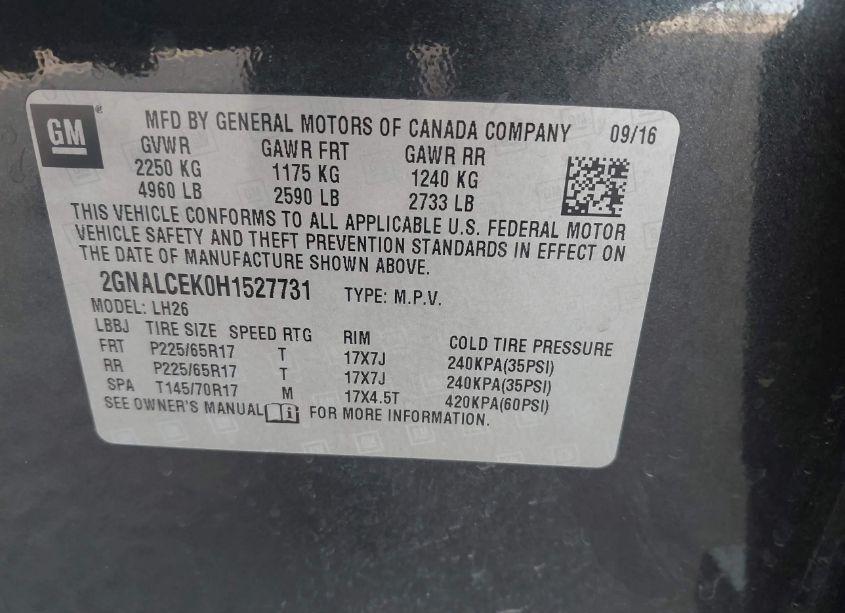 GM
MFD BY GENERAL MOTORS OF CANADA COMPANY 09/16
GVWR GAWR FRT GAWR RR
2250 KG 1175 KG 1240 KG
4960 LB 2590 LB 2733 LB
THIS VEHICLE CONFORMS TO ALL APPLICABLE U.S. FEDERAL MOTOR
VEHICLE SAFETY AND THEFT PREVENTION STANDARDS IN EFFECT ON
THE DATE OF MANUFACTURE SHOWN ABOVE.
2GNALCEK0H1527731 TYPE: M.P.V.
MODEL: LH26
LBBJ TIRE SIZE SPEED RTG RIM COLD TIRE PRESSURE
FRT P225/65R17 T 17X7J 240KPA(35PSI)
RR P225/65R17 T 17X7J 240KPA(35PSI)
SPA T145/70R17 M 17X4.5T 420KPA(60PSI)
SEE OWNER'S MANUAL FOR MORE INFORMATION.